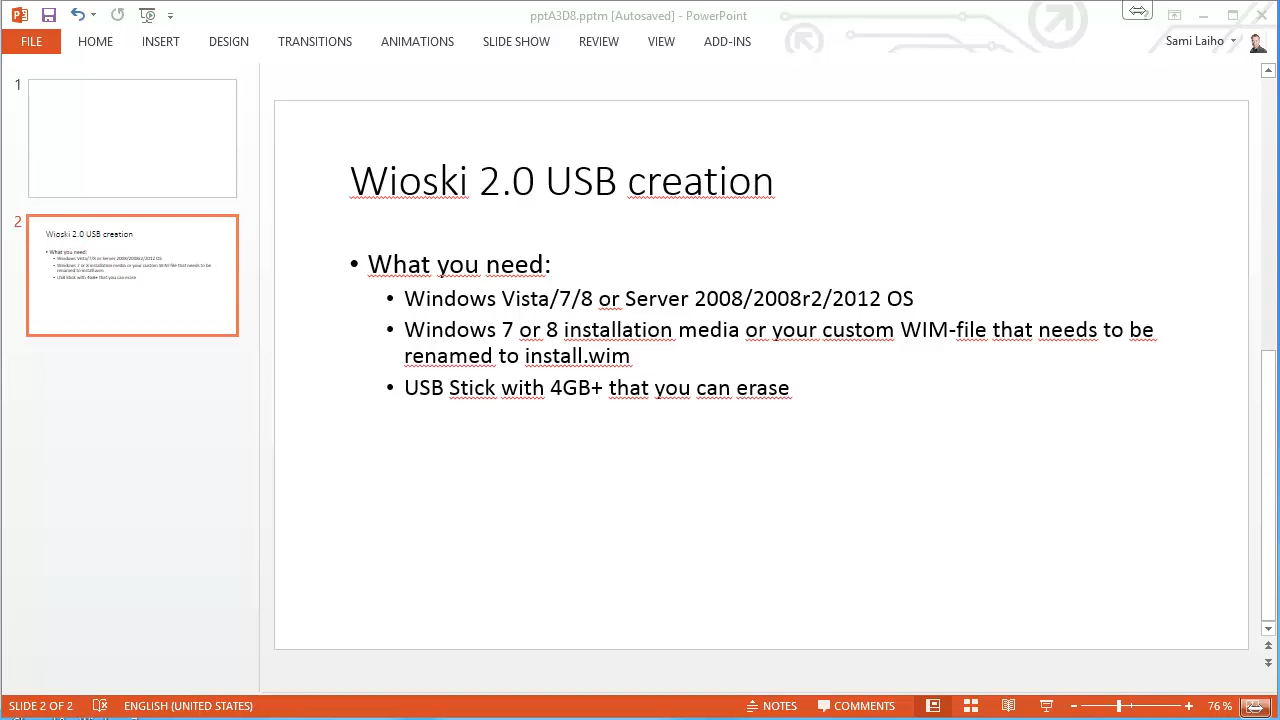 pptA3D8.pptm [Autosaved] - PowerPoint
FILE HOME INSERT DESIGN TRANSITIONS ANIMATIONS SLIDE SHOW REVIEW VIEW ADD-INS Sami Laiho
1
2
Wioski 2.0 USB creation
• What you need:
• Windows Vista/7/8 or Server 2008/2008r2/2012 OS
• Windows 7 or 8 installation media or your custom WIM-file that needs to be
renamed to install.wim
• USB Stick with 4GB+ that you can erase
Wioski 2.0 USB creation
• What you need:
• Windows Vista/7/8 or Server 2008/2008r2/2012 OS
• Windows 7 or 8 installation media or your custom WIM-file that needs to be
renamed to install.wim
• USB Stick with 4GB+ that you can erase
SLIDE 2 OF 2 ENGLISH (UNITED STATES) NOTES COMMENTS 76 %